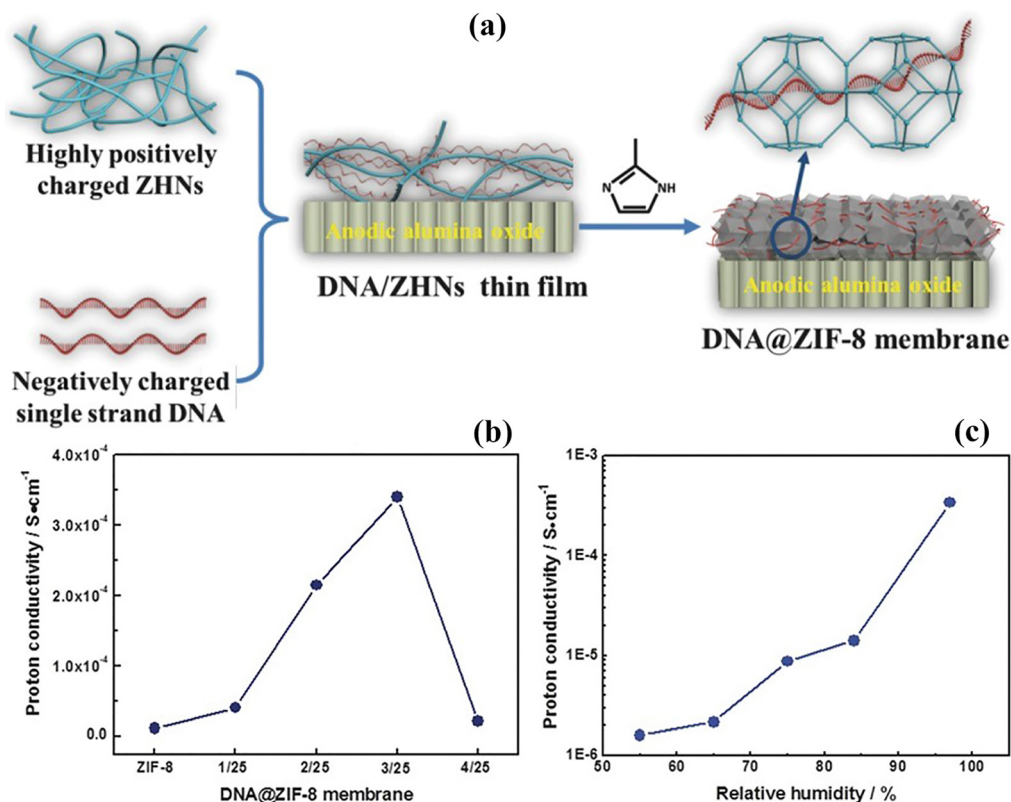 (a)
Highly positively
charged ZHNs
Negatively charged
single strand DNA
Anodic alumina oxide
DNA/ZHNs thin film
N
NH
Anodic alumina oxide
DNA@ZIF-8 membrane
(b)
Proton conductivity / S•cm⁻¹
4.0x10⁻⁴
3.0x10⁻⁴
2.0x10⁻⁴
1.0x10⁻⁴
0.0
ZIF-8 1/25 2/25 3/25 4/25
DNA@ZIF-8 membrane
(c)
Proton conductivity / S•cm⁻¹
1E-3
1E-4
1E-5
1E-6
50 60 70 80 90 100
Relative humidity / %